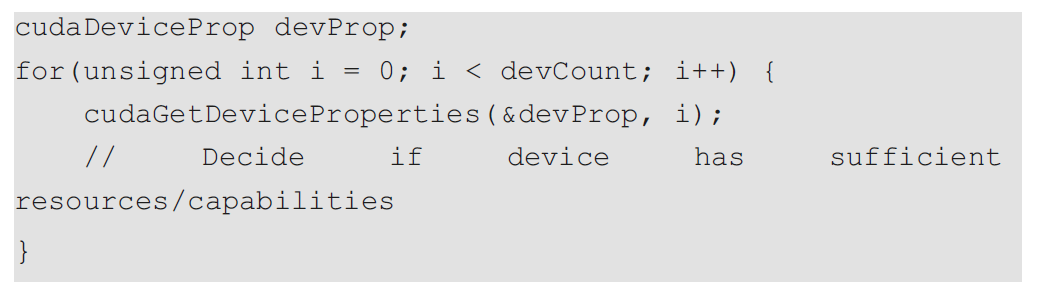 cudaDeviceProp devProp;
for(unsigned int i = 0; i < devCount; i++) {
    cudaGetDeviceProperties(&devProp, i);
    // Decide if device has sufficient
resources/capabilities
}